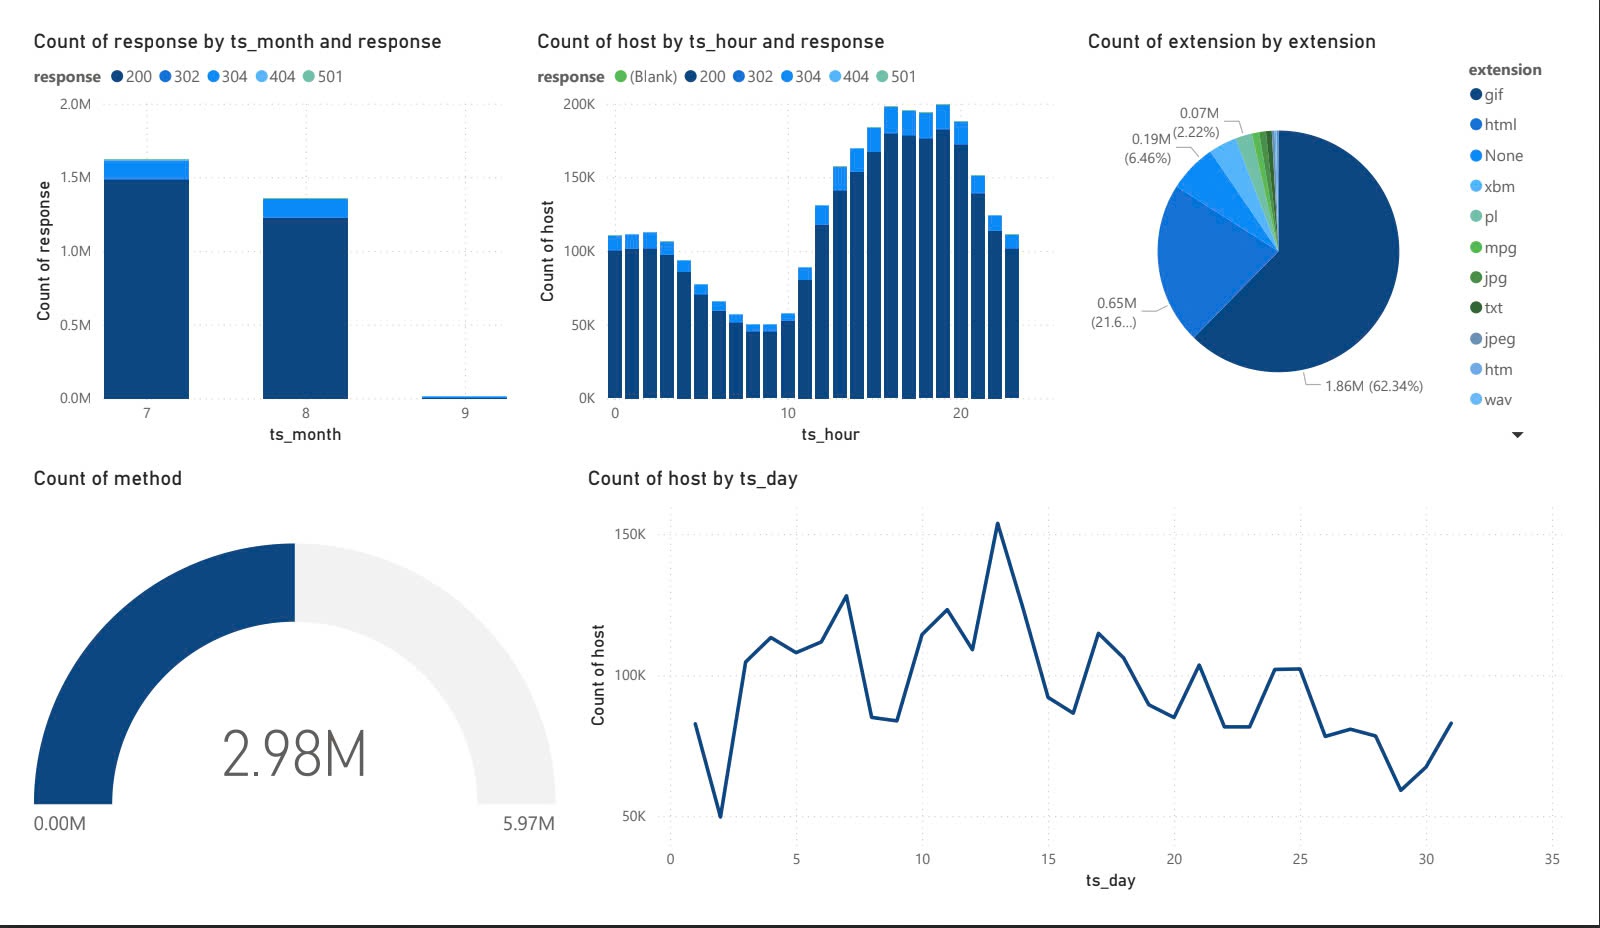 Count of response by ts_month and response
response 200 302 304 404 501
2.0M
1.5M
1.0M
0.5M
0.0M
Count of response
7 8 9
ts_month
Count of host by ts_hour and response
response (Blank) 200 302 304 404 501
200K
150K
100K
50K
0K
Count of host
0 10 20
ts_hour
Count of extension by extension
0.07M
(2.22%)
0.19M
(6.46%)
0.65M
(21.6...)
1.86M (62.34%)
extension
gif
html
None
xbm
pl
mpg
jpg
txt
jpeg
htm
wav
Count of method
2.98M
0.00M 5.97M
Count of host by ts_day
150K
100K
50K
Count of host
0 5 10 15 20 25 30 35
ts_day